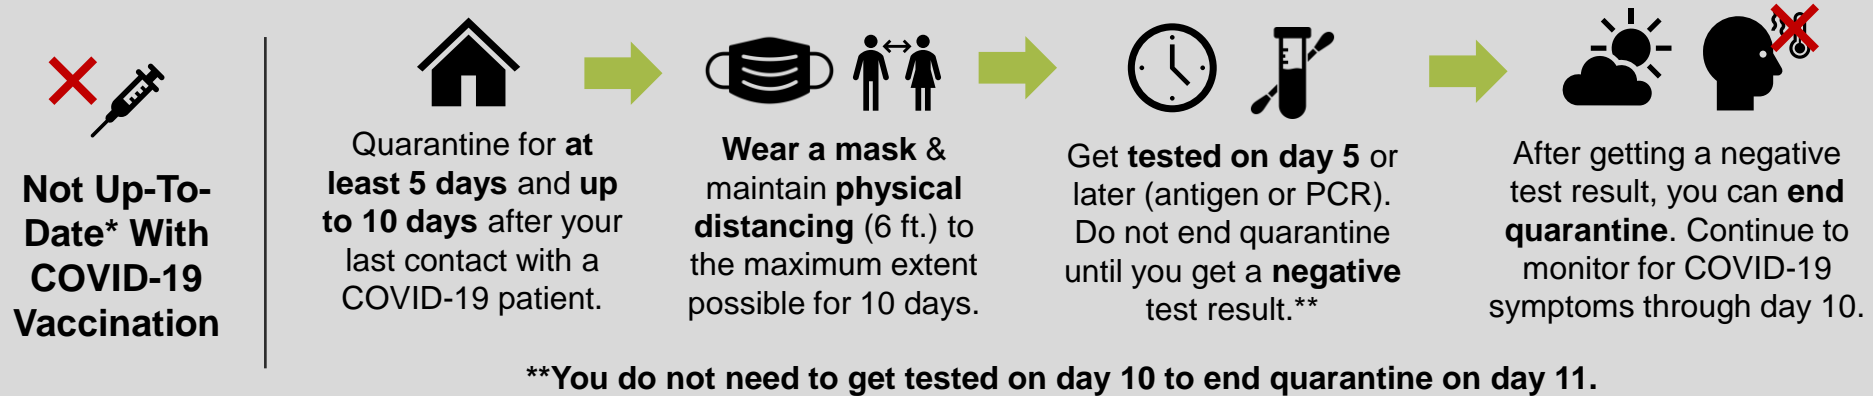 Not Up-To-
Date* With
COVID-19
Vaccination
Quarantine for at
least 5 days and up
to 10 days after your
last contact with a
COVID-19 patient.
Wear a mask &
maintain physical
distancing (6 ft.) to
the maximum extent
possible for 10 days.
Get tested on day 5 or
later (antigen or PCR).
Do not end quarantine
until you get a negative
test result.**
After getting a negative
test result, you can end
quarantine. Continue to
monitor for COVID-19
symptoms through day 10.
**You do not need to get tested on day 10 to end quarantine on day 11.